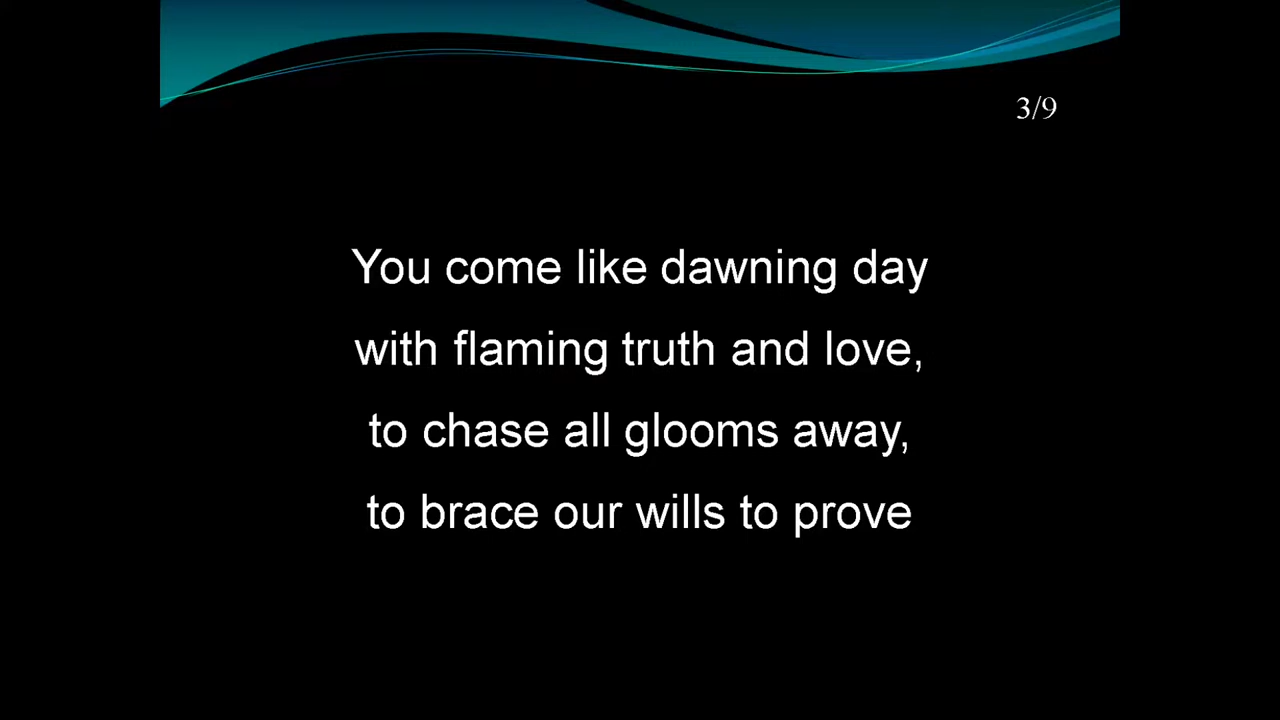 3/9
You come like dawning day
with flaming truth and love,
to chase all glooms away,
to brace our wills to prove